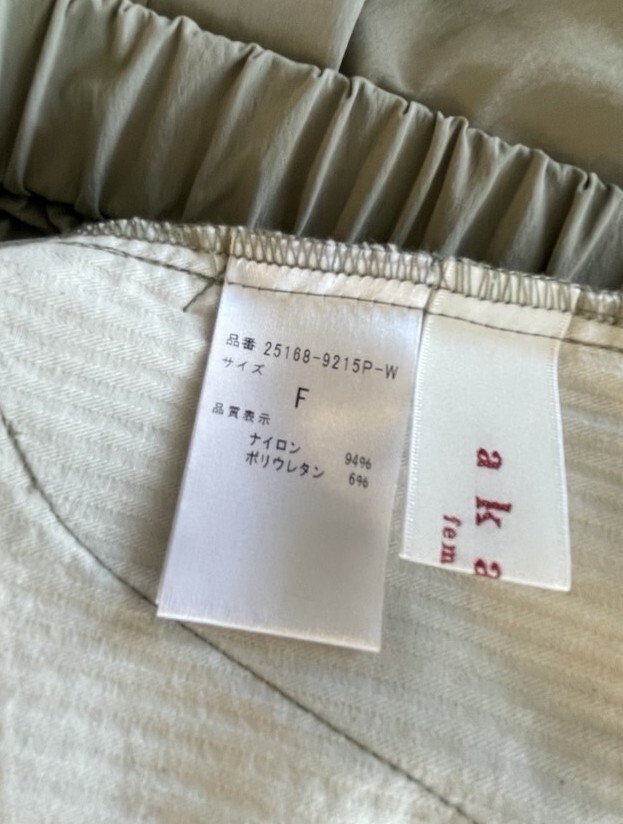 品番 25168-9215P-W
サイズ
F
品質表示
ナイロン 94%
ポリウレタン 6%
aka
fem